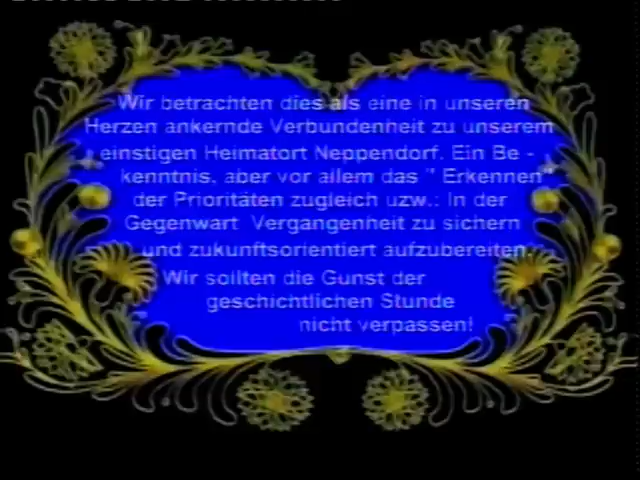 Wir betrachten dies als eine in unseren
Herzen ankernde Verbundenheit zu unserem
einstigen Heimatort Neppendorf. Ein Be -
kenntnis, aber vor allem das " Erkennen"
der Prioritäten zugleich uzw.: In der
Gegenwart Vergangenheit zu sichern
und zukunftsorientiert aufzubereiten.
Wir sollten die Gunst der
geschichtlichen Stunde
nicht verpassen!